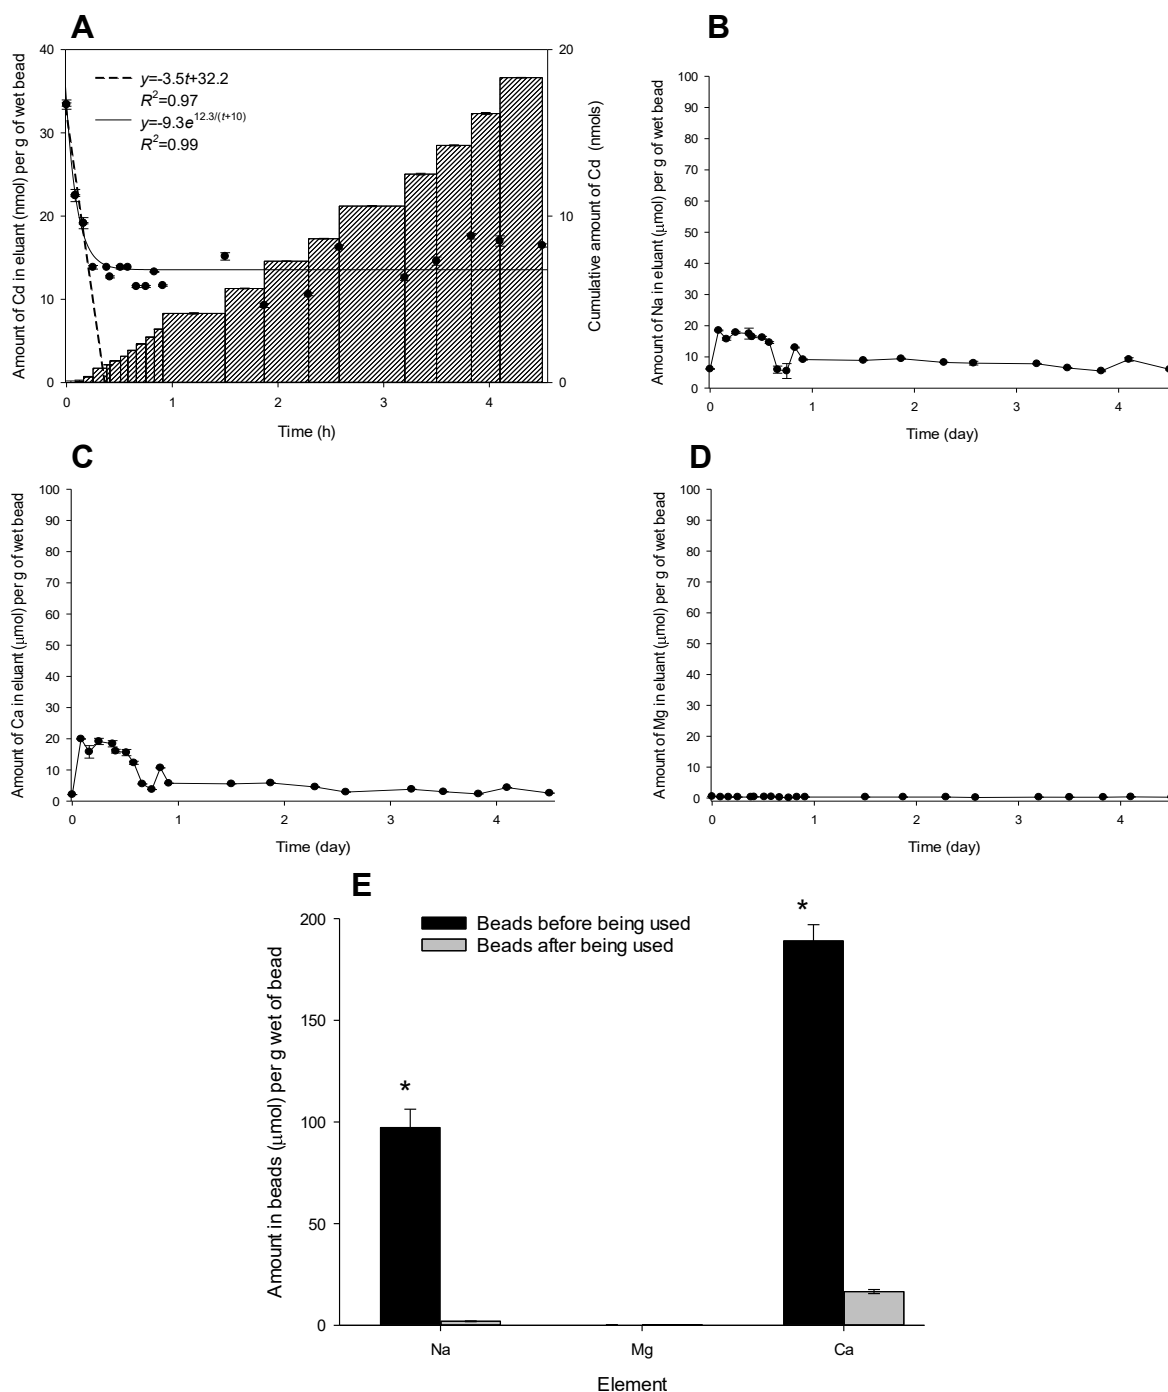 A
Amount of Cd in eluant (nmol) per g of wet bead
40
30
20
10
0
y=-3.5t+32.2
R²=0.97
y=-9.3e^12.3/(t+10)
R²=0.99
20
10
0
Cumulative amount of Cd (nmols)
0 1 2 3 4
Time (h)
B
Amount of Na in eluant (µmol) per g of wet bead
100
90
80
70
60
50
40
30
20
10
0
0 1 2 3 4
Time (day)
C
Amount of Ca in eluant (µmol) per g of wet bead
100
90
80
70
60
50
40
30
20
10
0
0 1 2 3 4
Time (day)
D
Amount of Mg in eluant (µmol) per g of wet bead
100
90
80
70
60
50
40
30
20
10
0
0 1 2 3 4
Time (day)
E
Amount in beads (µmol) per g wet of bead
200
150
100
50
0
Beads before being used
Beads after being used
*
*
Na Mg Ca
Element